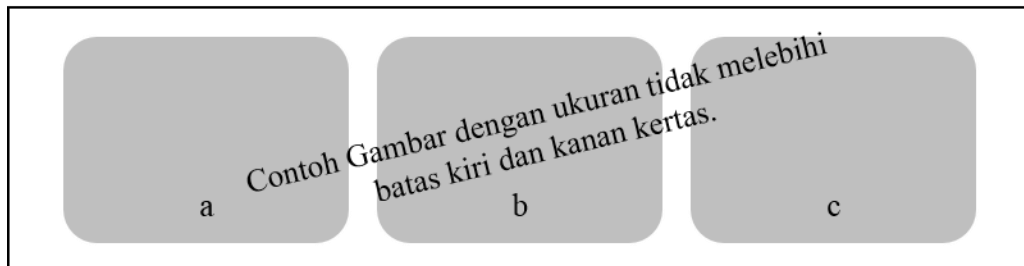 Contoh Gambar dengan ukuran tidak melebihi
batas kiri dan kanan kertas.
a
b
c